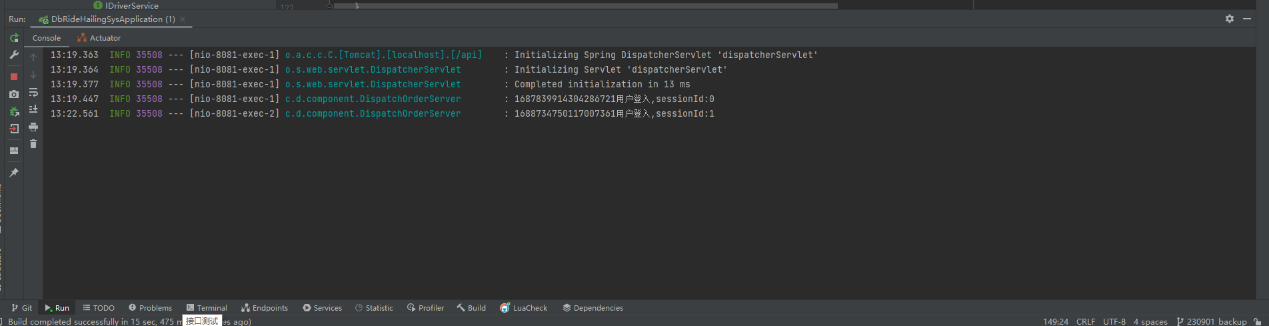 IDriverService
Run: DbRideHailingSysApplication (1) ×
Console Actuator
13:19.363 INFO 35508 --- [nio-8081-exec-1] o.a.c.c.C.[Tomcat].[localhost].[/api] : Initializing Spring DispatcherServlet 'dispatcherServlet'
13:19.364 INFO 35508 --- [nio-8081-exec-1] o.s.web.servlet.DispatcherServlet : Initializing Servlet 'dispatcherServlet'
13:19.377 INFO 35508 --- [nio-8081-exec-1] o.s.web.servlet.DispatcherServlet : Completed initialization in 13 ms
13:19.447 INFO 35508 --- [nio-8081-exec-1] c.d.component.DispatchOrderServer : 1687839914304286721用户登入,sessionId:0
13:22.561 INFO 35508 --- [nio-8081-exec-2] c.d.component.DispatchOrderServer : 1688734750117007361用户登入,sessionId:1
Git Run TODO Problems Terminal Endpoints Services Statistic Profiler Build LuaCheck Dependencies
Build completed successfully in 15 sec, 475 m es ago) 149:24 CRLF UTF-8 4 spaces 230901_backup
接口测试